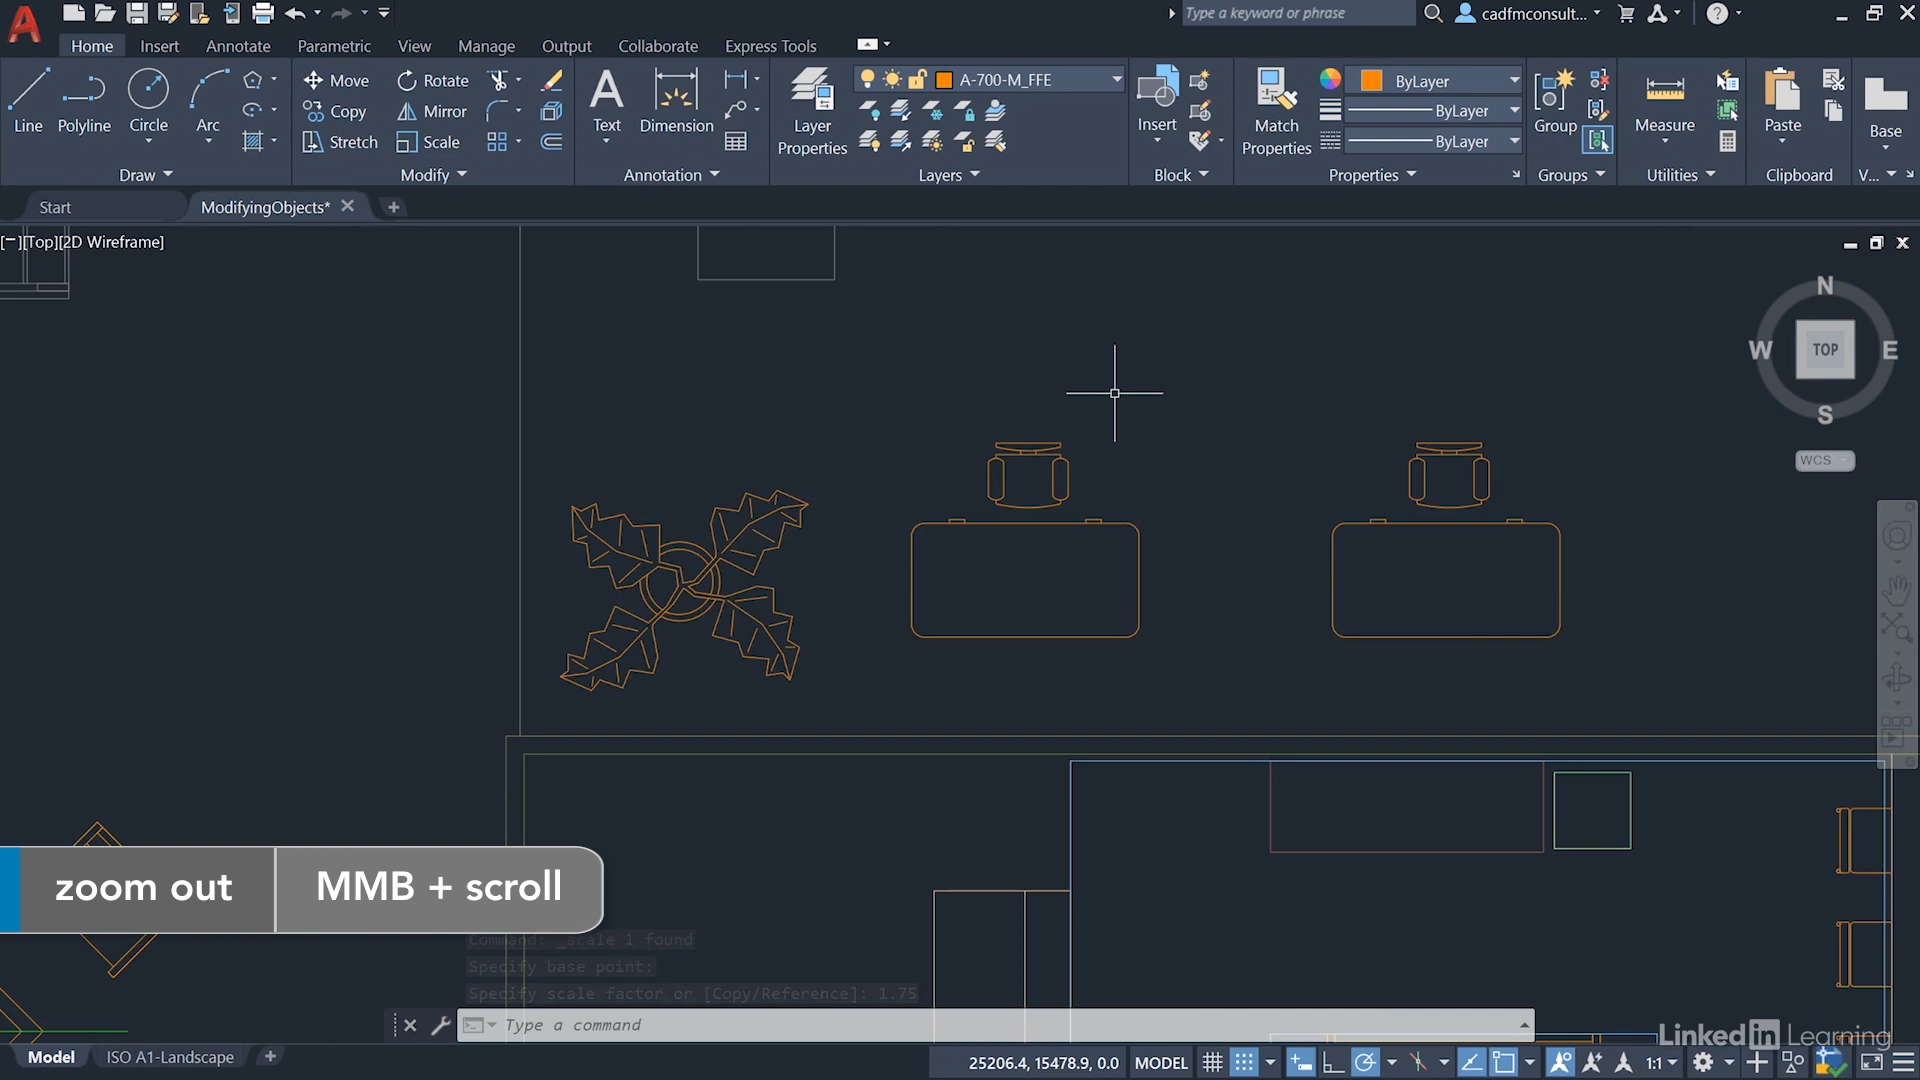 Type a keyword or phrase
cadfmconsult...
Home Insert Annotate Parametric View Manage Output Collaborate Express Tools
A-700-M_FFE
Line Polyline Circle Arc
Move Rotate
Copy Mirror
Stretch Scale
Text Dimension
Layer Properties
Insert
Match Properties
ByLayer
ByLayer
ByLayer
Group
Measure
Paste
Base
Draw Modify Annotation Layers Block Properties Groups Utilities Clipboard V...
Start ModifyingObjects*
[−][Top][2D Wireframe]
N
W TOP E
S
WCS
zoom out MMB + scroll
Command: _scale 1 found
Specify base point:
Specify scale factor or [Copy/Reference]: 1.75
Type a command
LinkedIn Learning
Model ISO A1-Landscape
25206.4, 15478.9, 0.0 MODEL 1:1